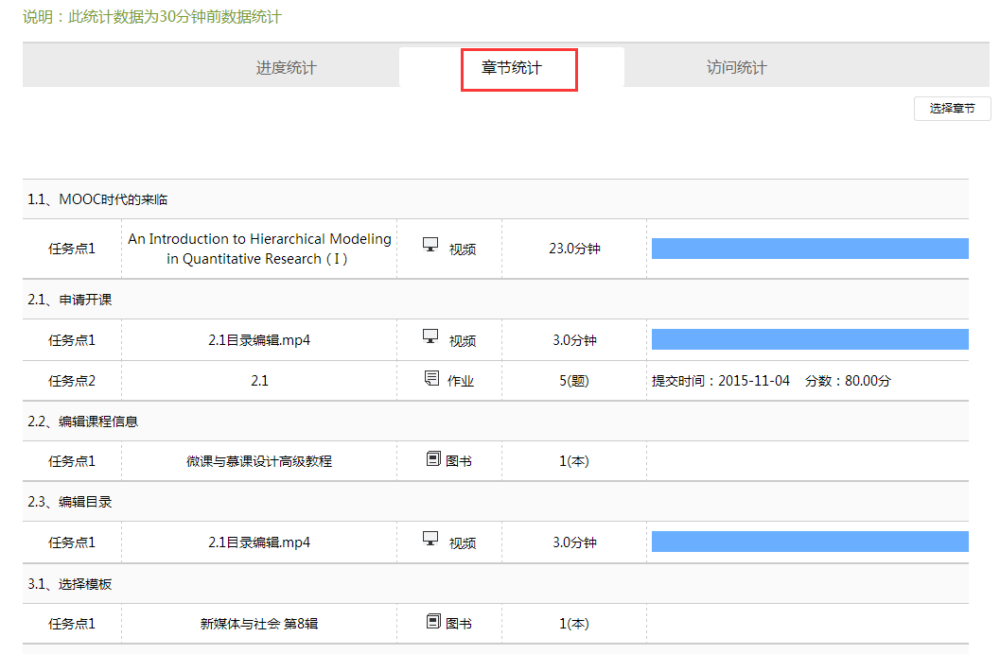 说明：此统计数据为30分钟前数据统计
进度统计 章节统计 访问统计
选择章节
1.1、MOOC时代的来临
任务点1 An Introduction to Hierarchical Modeling in Quantitative Research (Ⅰ) 视频 23.0分钟
2.1、申请开课
任务点1 2.1目录编辑.mp4 视频 3.0分钟
任务点2 2.1 作业 5(题) 提交时间：2015-11-04 分数：80.00分
2.2、编辑课程信息
任务点1 微课与慕课设计高级教程 图书 1(本)
2.3、编辑目录
任务点1 2.1目录编辑.mp4 视频 3.0分钟
3.1、选择模板
任务点1 新媒体与社会 第8辑 图书 1(本)